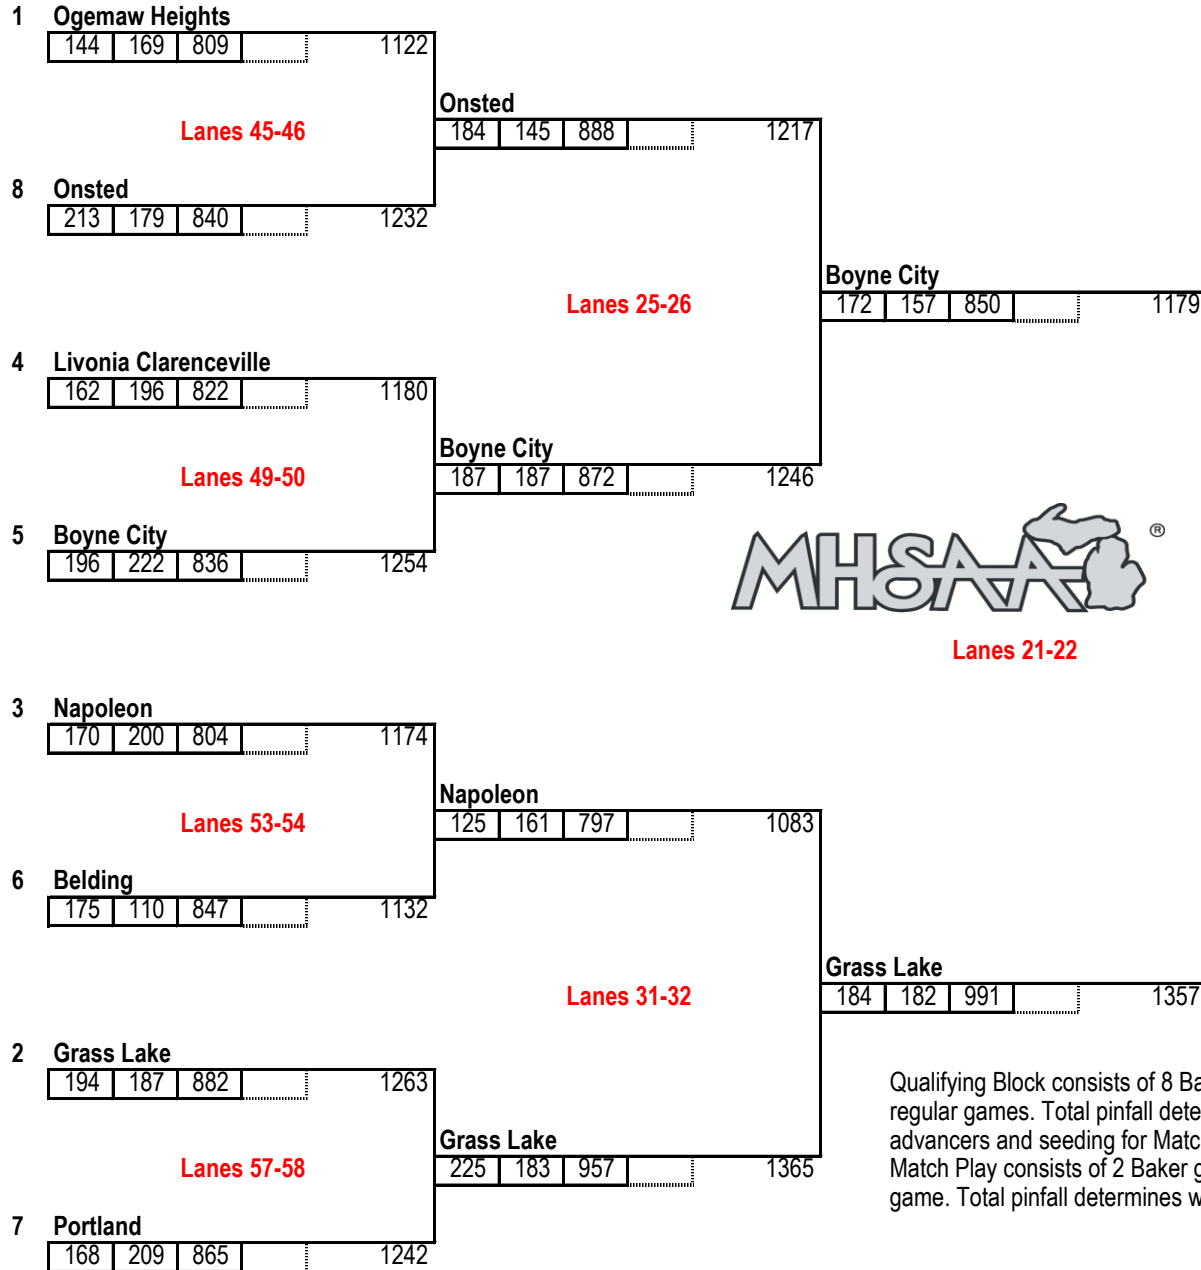 1 Ogemaw Heights
144 169 809 1122
Onsted
Lanes 45-46
184 145 888 1217
8 Onsted
213 179 840 1232
Boyne City
Lanes 25-26
172 157 850 1179
4 Livonia Clarenceville
162 196 822 1180
Boyne City
Lanes 49-50
187 187 872 1246
5 Boyne City
196 222 836 1254
MHSAA ®
Lanes 21-22
3 Napoleon
170 200 804 1174
Napoleon
Lanes 53-54
125 161 797 1083
6 Belding
175 110 847 1132
Grass Lake
Lanes 31-32
184 182 991 1357
2 Grass Lake
194 187 882 1263
Qualifying Block consists of 8 Ba
regular games. Total pinfall dete
advancers and seeding for Matc
Match Play consists of 2 Baker g
game. Total pinfall determines w
Grass Lake
Lanes 57-58
225 183 957 1365
7 Portland
168 209 865 1242